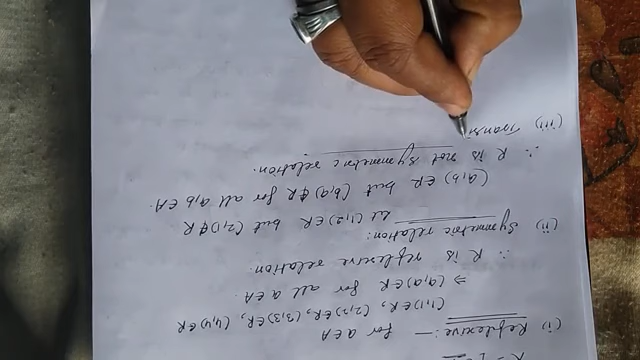 R = {
(i) Reflexive :- for a∈A
(1,1)∈R, (2,2)∈R, (3,3)∈R, (4,4)∈R
⇒ (a,a)∈R for all a∈A.
∴ R is reflexive relation.
(ii) Symmetric relation:
Let (1,2)∈R but (2,1)∉R
(a,b)∈R but (b,a)∉R for all a,b∈A.
∴ R is not symmetric relation.
(iii) Transi